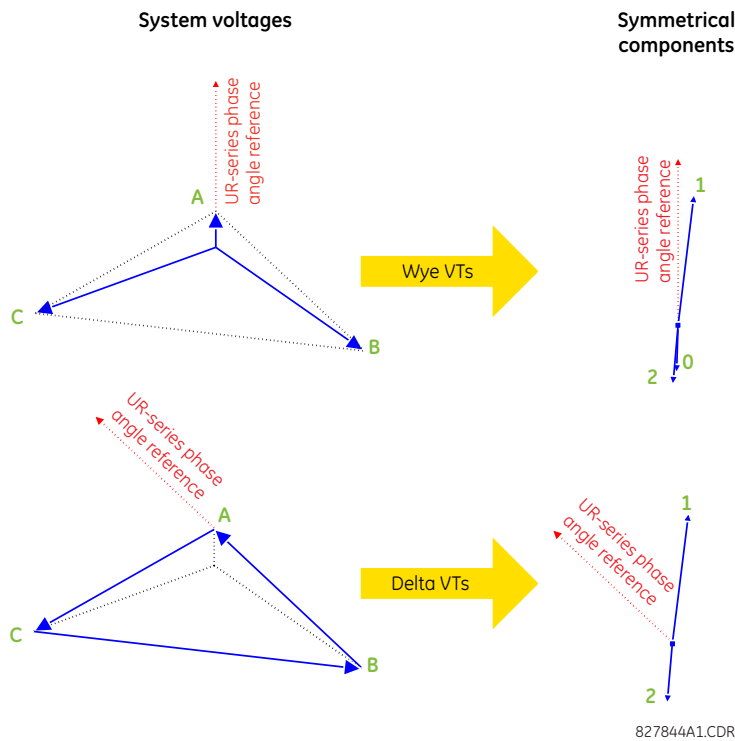 System voltages
Symmetrical
components
UR-series phase
angle reference
A
C
B
Wye VTs
UR-series phase
angle reference
1
2
0
UR-series phase
angle reference
A
C
B
Delta VTs
UR-series phase
angle reference
1
2
827844A1.CDR